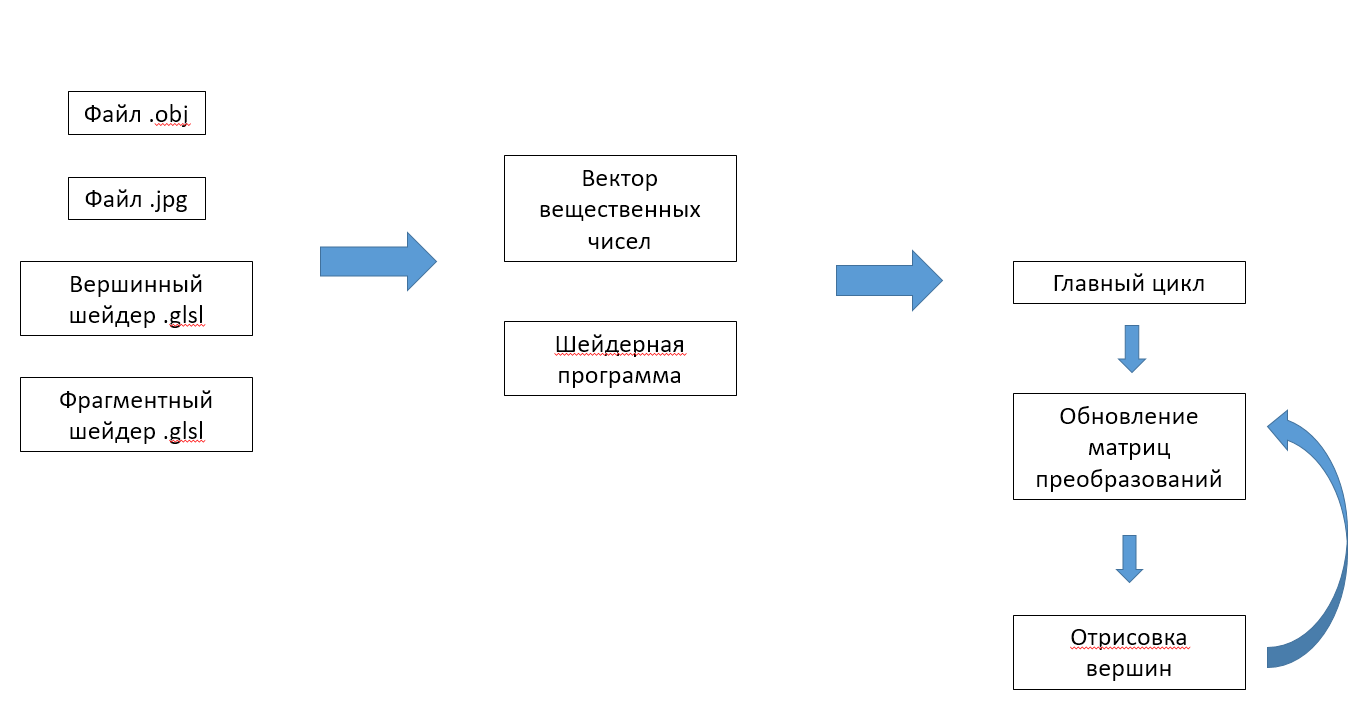 Файл .obj
Файл .jpg
Вершинный
шейдер .glsl
Фрагментный
шейдер .glsl
Вектор
вещественных
чисел
Шейдерная
программа
Главный цикл
Обновление
матриц
преобразований
Отрисовка
вершин